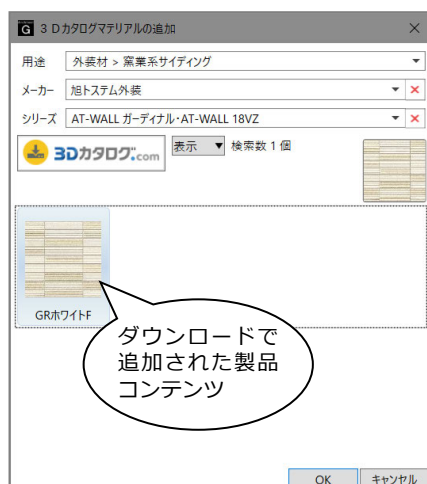 G 3Dカタログマテリアルの追加
用途 外装材 > 窯業系サイディング
メーカー 旭トステム外装
シリーズ AT-WALL ガーディナル・AT-WALL 18VZ
3Dカタログ.com 表示 検索数 1 個
GRホワイトF
ダウンロードで
追加された製品
コンテンツ
OK キャンセル